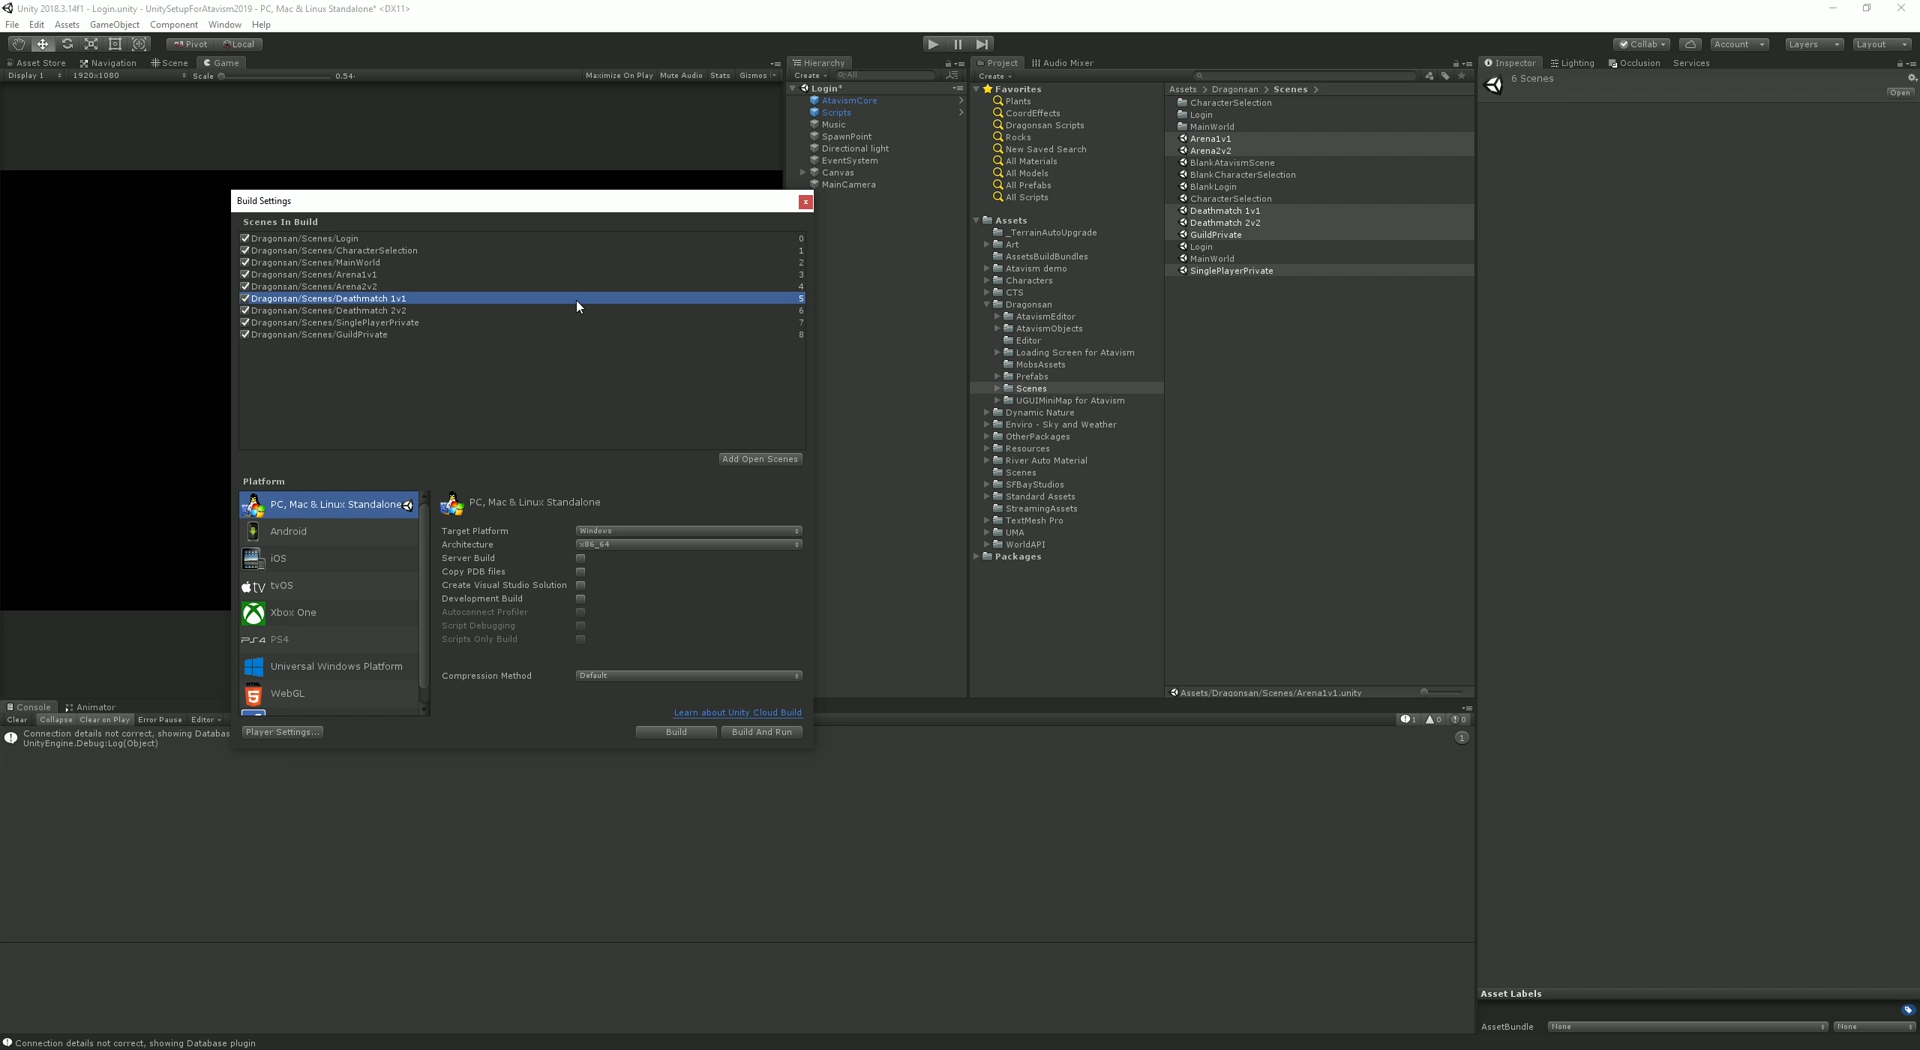 Unity 2018.3.14f1 - Login.unity - UnitySetupForAtavism2019 - PC, Mac & Linux Standalone* <DX11>
File Edit Assets GameObject Component Window Help
Pivot Local Collab Account Layers Layout
Asset Store Navigation Scene Game
Display 1 1920x1080 Scale 0.54 Maximize On Play Mute Audio Stats Gizmos
Hierarchy
Create All
Login*
AtavismCore
Scripts
Music
SpawnPoint
Directional light
EventSystem
Canvas
MainCamera
Project Audio Mixer
Create
Favorites
Plants
CoordEffects
Dragonsan Scripts
Rocks
New Saved Search
All Materials
All Models
All Prefabs
All Scripts
Assets
_TerrainAutoUpgrade
Art
AssetsBuildBundles
Atavism demo
Characters
CTS
Dragonsan
AtavismEditor
AtavismObjects
Editor
Loading Screen for Atavism
MobsAssets
Prefabs
Scenes
UGUIMiniMap for Atavism
Dynamic Nature
Enviro - Sky and Weather
OtherPackages
Resources
River Auto Material
Scenes
SFBayStudios
Standard Assets
StreamingAssets
TextMesh Pro
UMA
WorldAPI
Packages
Assets > Dragonsan > Scenes >
CharacterSelection
Login
MainWorld
Arena1v1
Arena2v2
BlankAtavismScene
BlankCharacterSelection
BlankLogin
CharacterSelection
Deathmatch 1v1
Deathmatch 2v2
GuildPrivate
Login
MainWorld
SinglePlayerPrivate
Assets/Dragonsan/Scenes/Arena1v1.unity
Inspector Lighting Occlusion Services
6 Scenes
Open
Build Settings
x
Scenes In Build
Dragonsan/Scenes/Login 0
Dragonsan/Scenes/CharacterSelection 1
Dragonsan/Scenes/MainWorld 2
Dragonsan/Scenes/Arena1v1 3
Dragonsan/Scenes/Arena2v2 4
Dragonsan/Scenes/Deathmatch 1v1 5
Dragonsan/Scenes/Deathmatch 2v2 6
Dragonsan/Scenes/SinglePlayerPrivate 7
Dragonsan/Scenes/GuildPrivate 8
Add Open Scenes
Platform
PC, Mac & Linux Standalone
Android
iOS
tv tvOS
Xbox One
PS4 PS4
Universal Windows Platform
WebGL
PC, Mac & Linux Standalone
Target Platform Windows
Architecture x86_64
Server Build
Copy PDB files
Create Visual Studio Solution
Development Build
Autoconnect Profiler
Script Debugging
Scripts Only Build
Compression Method Default
Learn about Unity Cloud Build
Player Settings... Build Build And Run
Console Animator
Clear Collapse Clear on Play Error Pause Editor 1 0 0
Connection details not correct, showing Databas
UnityEngine.Debug:Log(Object)
1
Asset Labels
AssetBundle None None
Connection details not correct, showing Database plugin